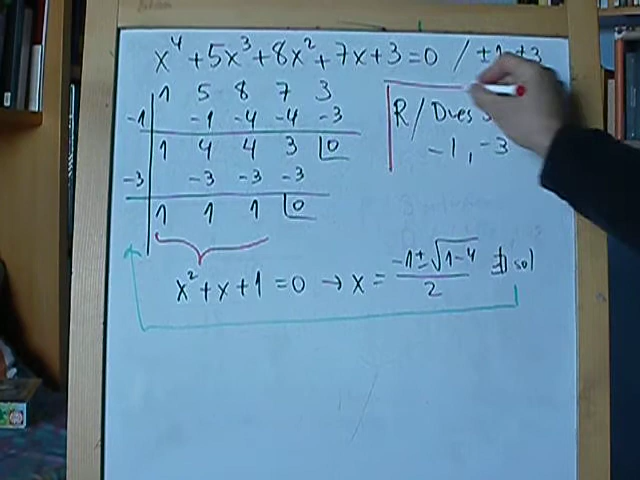 x⁴+5x³+8x²+7x+3=0 / ±1 ±3
1 5 8 7 3
-1 -1 -4 -4 -3
1 4 4 3 0
-3 -3 -3 -3
1 1 1 0
R/ Dues
-1, -3
x²+x+1=0 → x = (-1±√(1-4))/2 ∄ sol